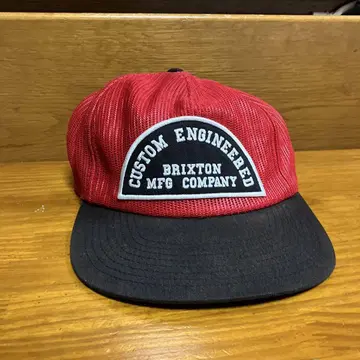 CUSTOM ENGINEERED
BRIXTON
MFG COMPANY